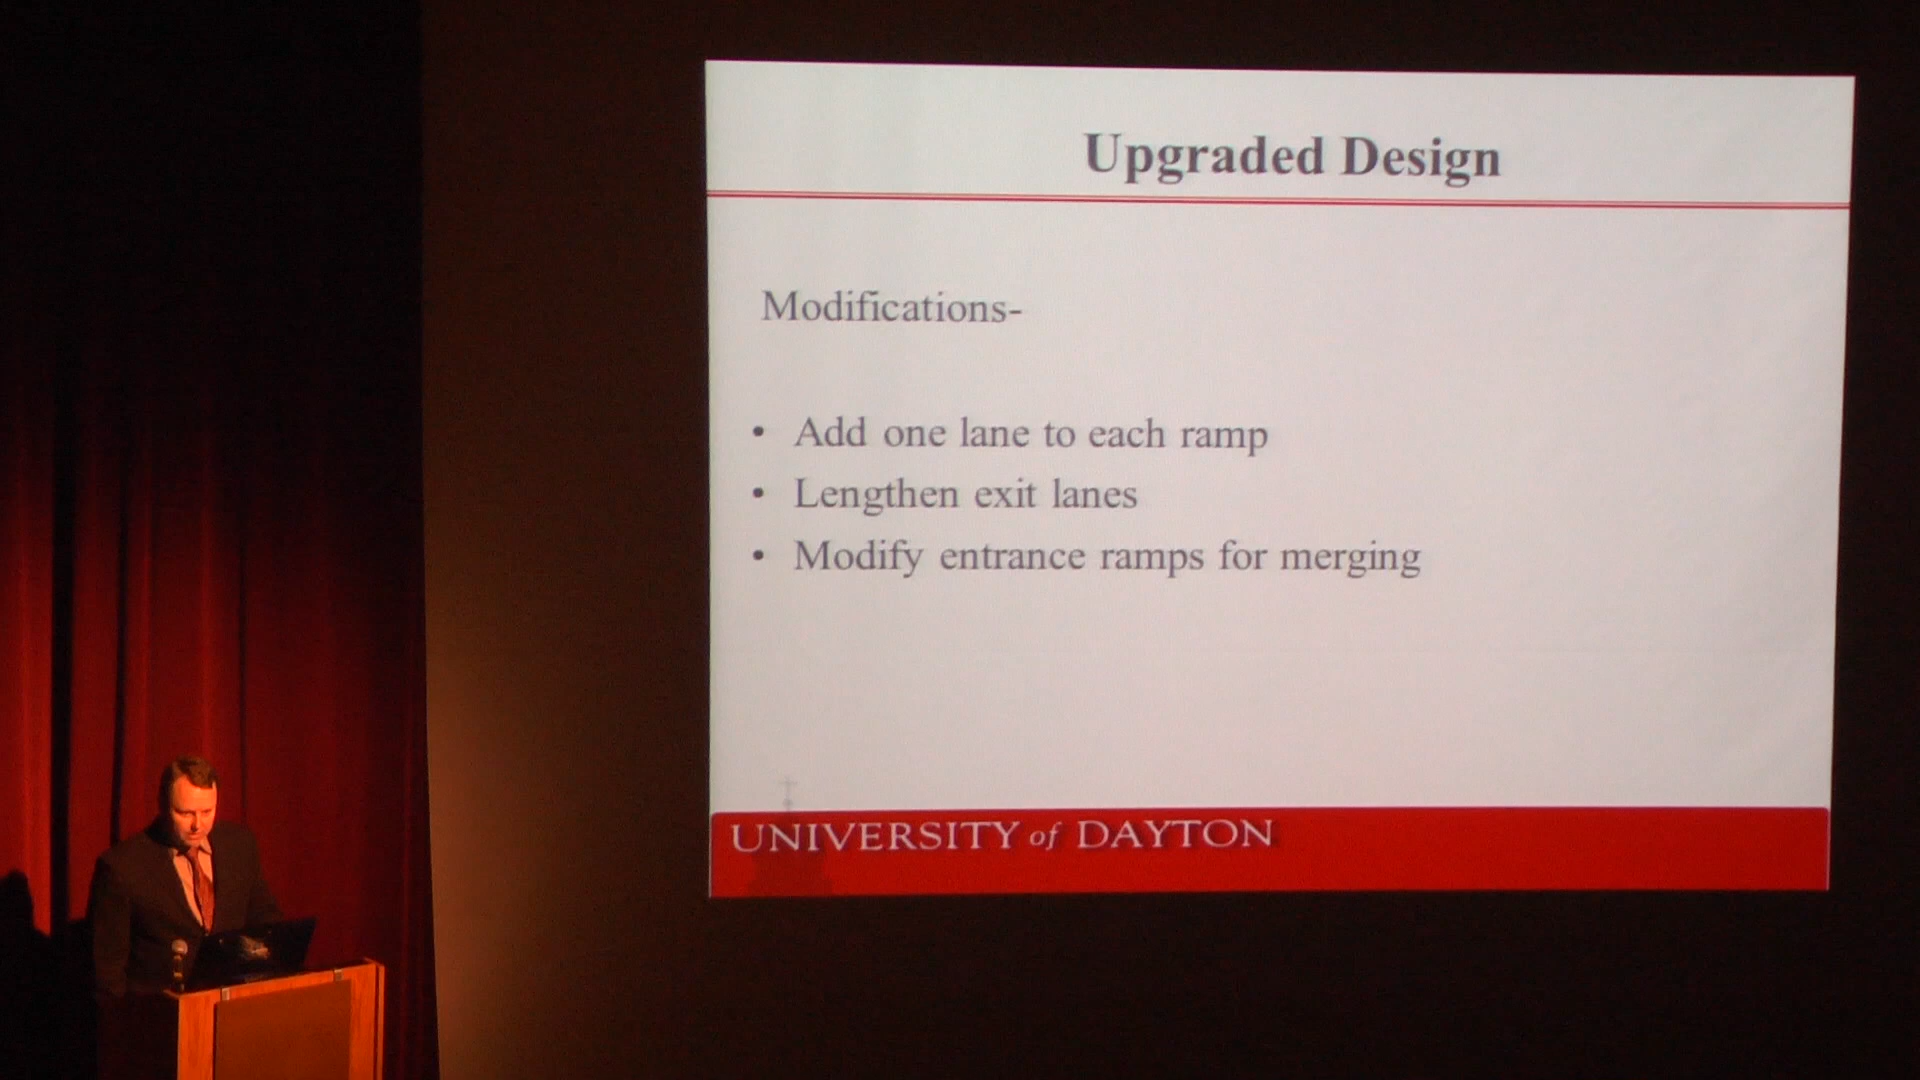 Upgraded Design
Modifications-
• Add one lane to each ramp
• Lengthen exit lanes
• Modify entrance ramps for merging
UNIVERSITY of DAYTON